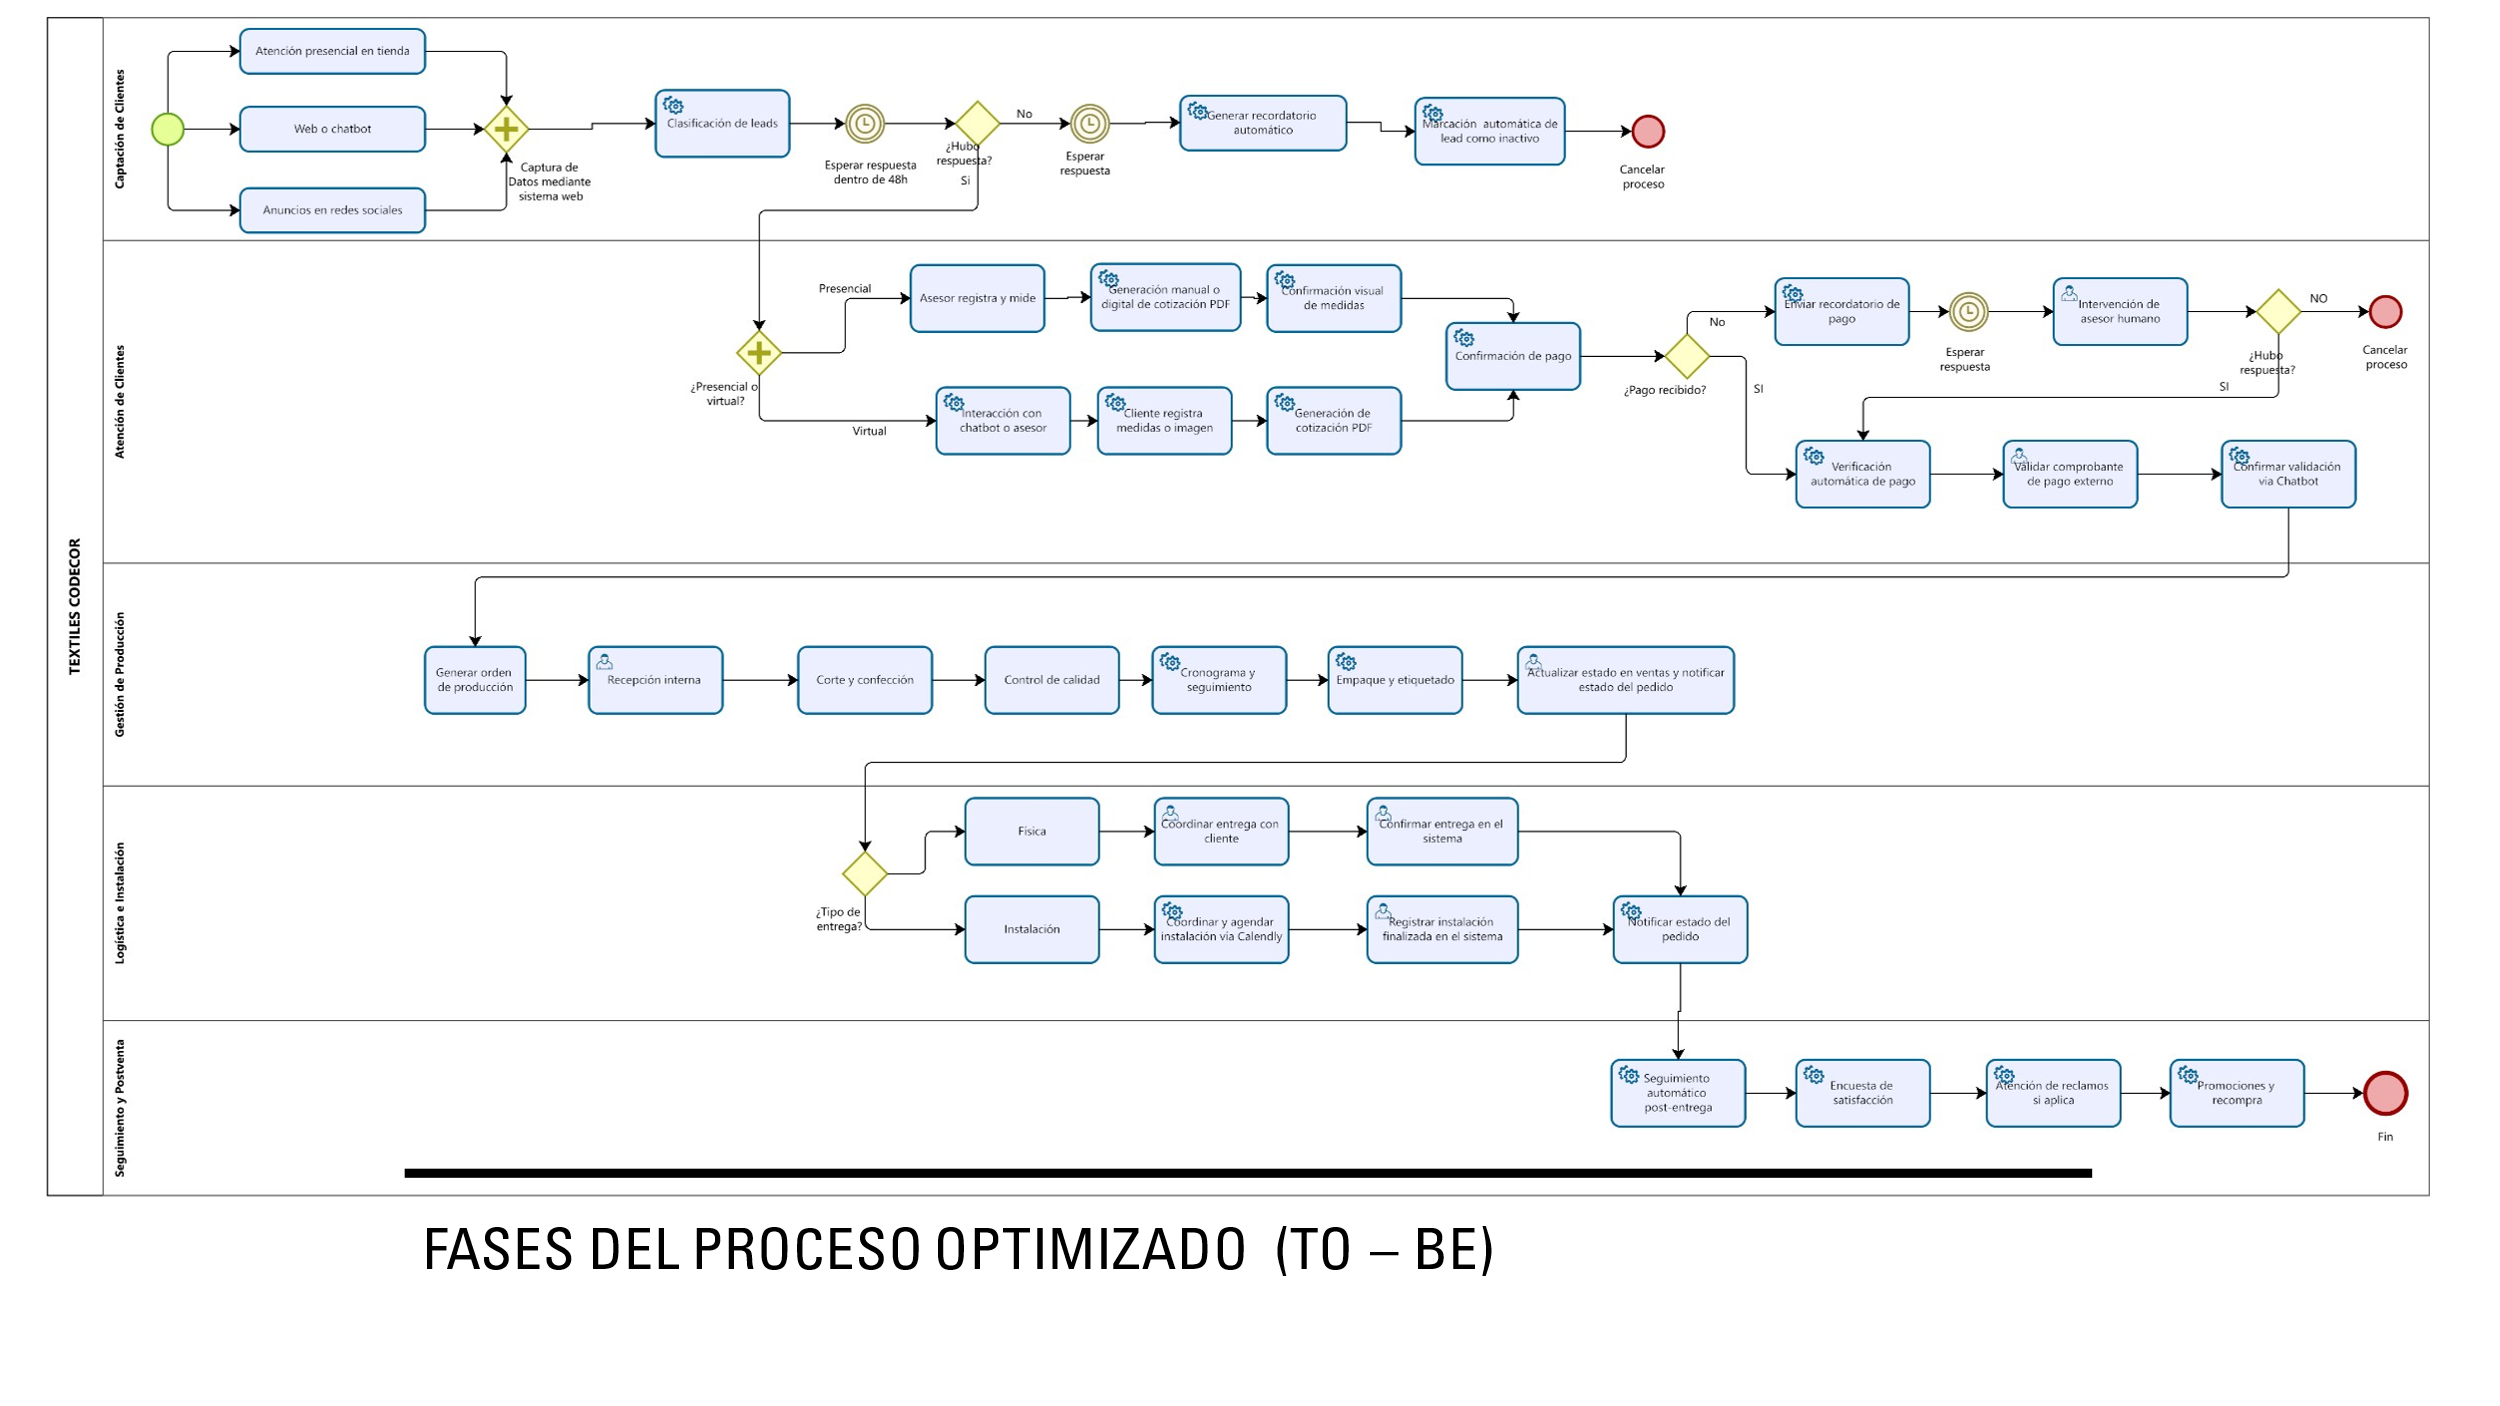 TEXTILES CODECOR
Captación de Clientes
Atención presencial en tienda
Web o chatbot
Anuncios en redes sociales
Captura de
Datos mediante
sistema web
Clasificación de leads
Esperar respuesta
dentro de 48h
¿Hubo
respuesta?
No
Si
Esperar
respuesta
Generar recordatorio
automático
Marcación  automática de
lead como inactivo
Cancelar
proceso
Atención de Clientes
¿Presencial o
virtual?
Presencial
Asesor registra y mide
Generación manual o
digital de cotización PDF
Confirmación visual
de medidas
Virtual
Interacción con
chatbot o asesor
Cliente registra
medidas o imagen
Generación de
cotización PDF
Confirmación de pago
¿Pago recibido?
No
SI
Enviar recordatorio de
pago
Esperar
respuesta
Intervención de
asesor humano
¿Hubo
respuesta?
NO
SI
Cancelar
proceso
Verificación
automática de pago
Válidar comprobante
de pago externo
Confirmar validación
via Chatbot
Gestión de Producción
Generar orden
de producción
Recepción interna
Corte y confección
Control de calidad
Cronograma y
seguimiento
Empaque y etiquetado
Actualizar estado en ventas y notificar
estado del pedido
Logística e Instalación
¿Tipo de
entrega?
Fisica
Coordinar entrega con
cliente
Confirmar entrega en el
sistema
Instalación
Coordinar y agendar
instalación vía Calendly
Registrar instalación
finalizada en el sistema
Notificar estado del
pedido
Seguimiento y Postventa
Seguimiento
automático
post-entrega
Encuesta de
satisfacción
Atención de reclamos
si aplica
Promociones y
recompra
Fin
FASES DEL PROCESO OPTIMIZADO  (TO – BE)